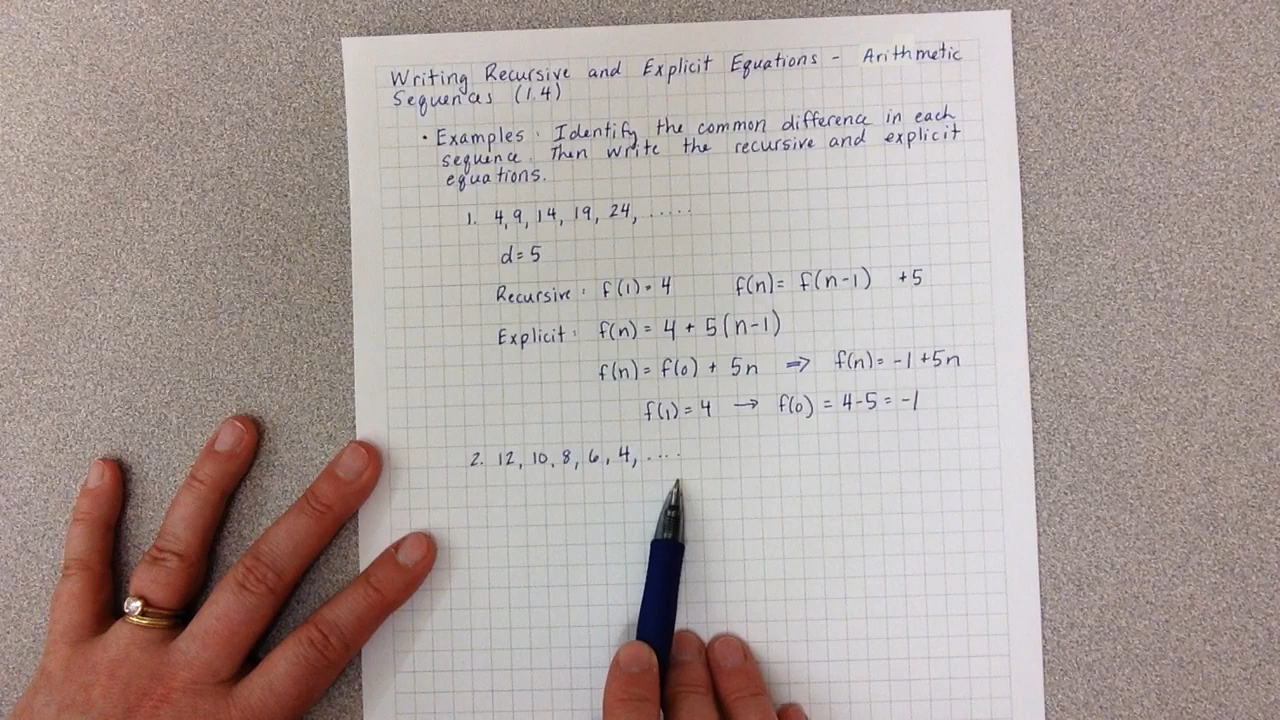 Writing Recursive and Explicit Equations - Arithmetic
Sequences (1.4)
• Examples: Identify the common difference in each
sequence. Then write the recursive and explicit
equations.
1. 4, 9, 14, 19, 24, .....
d = 5
Recursive: f(1) = 4 f(n) = f(n-1) +5
Explicit: f(n) = 4 + 5(n-1)
f(n) = f(0) + 5n ⇒ f(n) = -1 +5n
f(1) = 4 → f(0) = 4-5 = -1
2. 12, 10, 8, 6, 4, ....